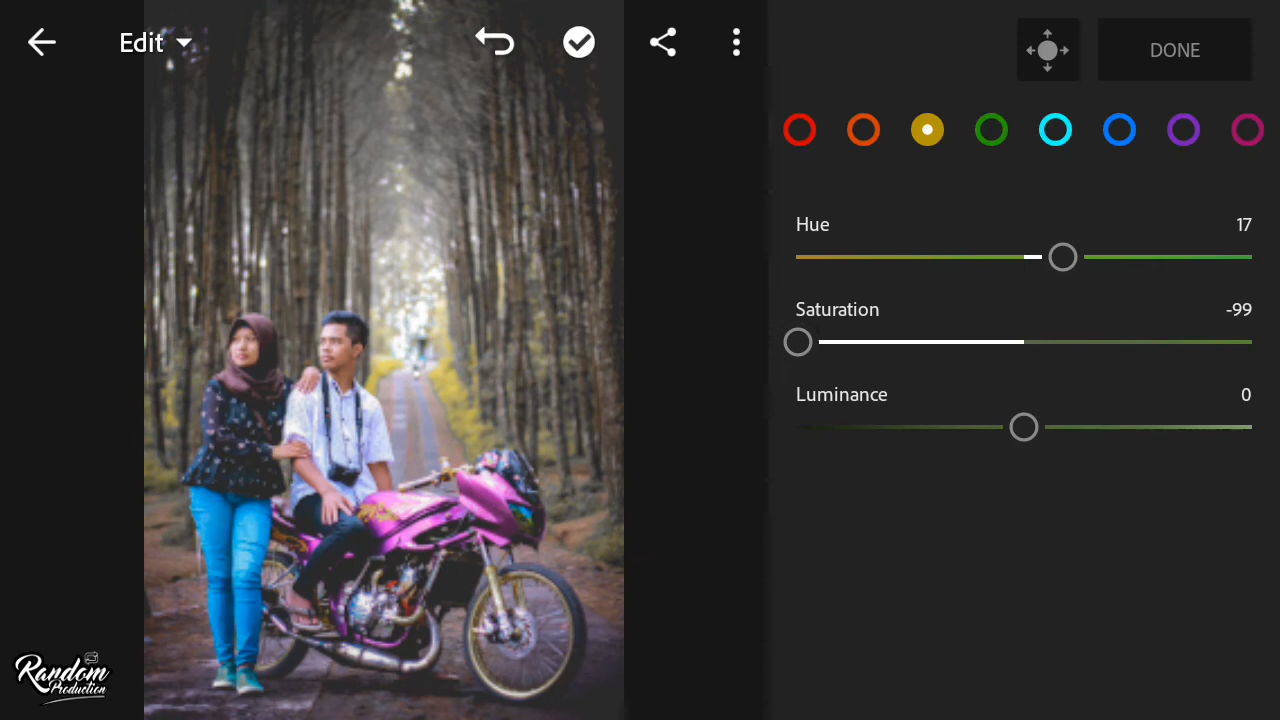 Edit
DONE
Hue 17
Saturation -99
Luminance 0
Random
Production